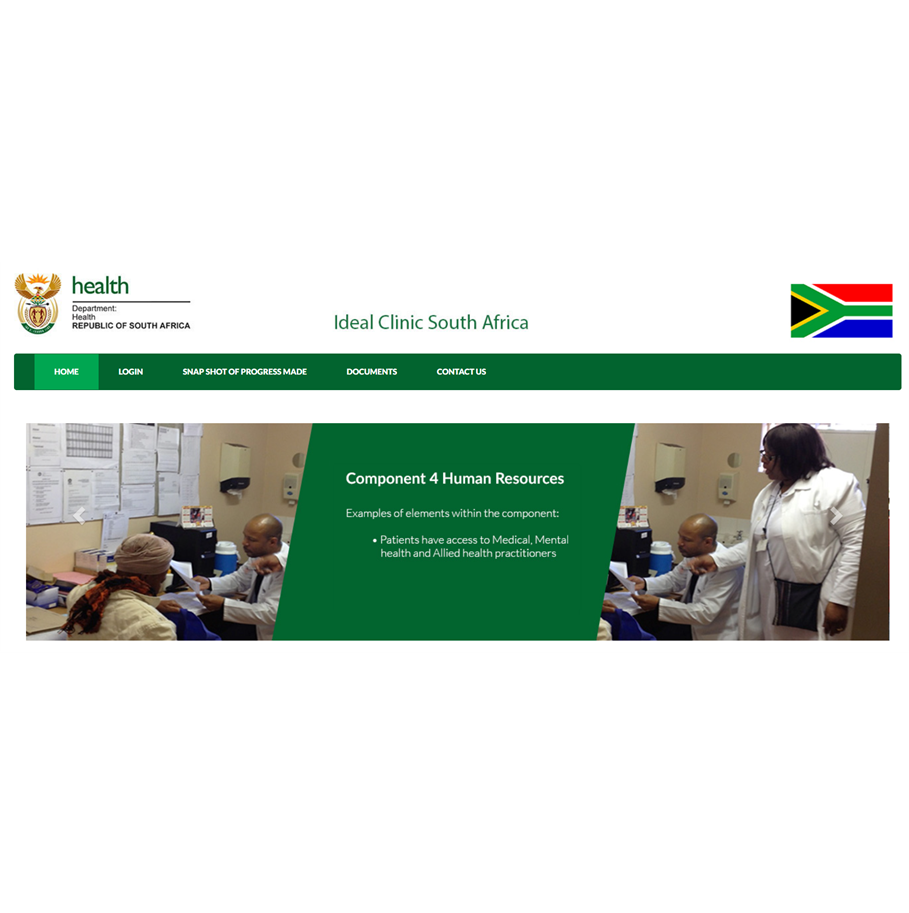 health
Department:
Health
REPUBLIC OF SOUTH AFRICA
Ideal Clinic South Africa
HOME LOGIN SNAP SHOT OF PROGRESS MADE DOCUMENTS CONTACT US
Component 4 Human Resources
Examples of elements within the component:
• Patients have access to Medical, Mental
health and Allied health practitioners